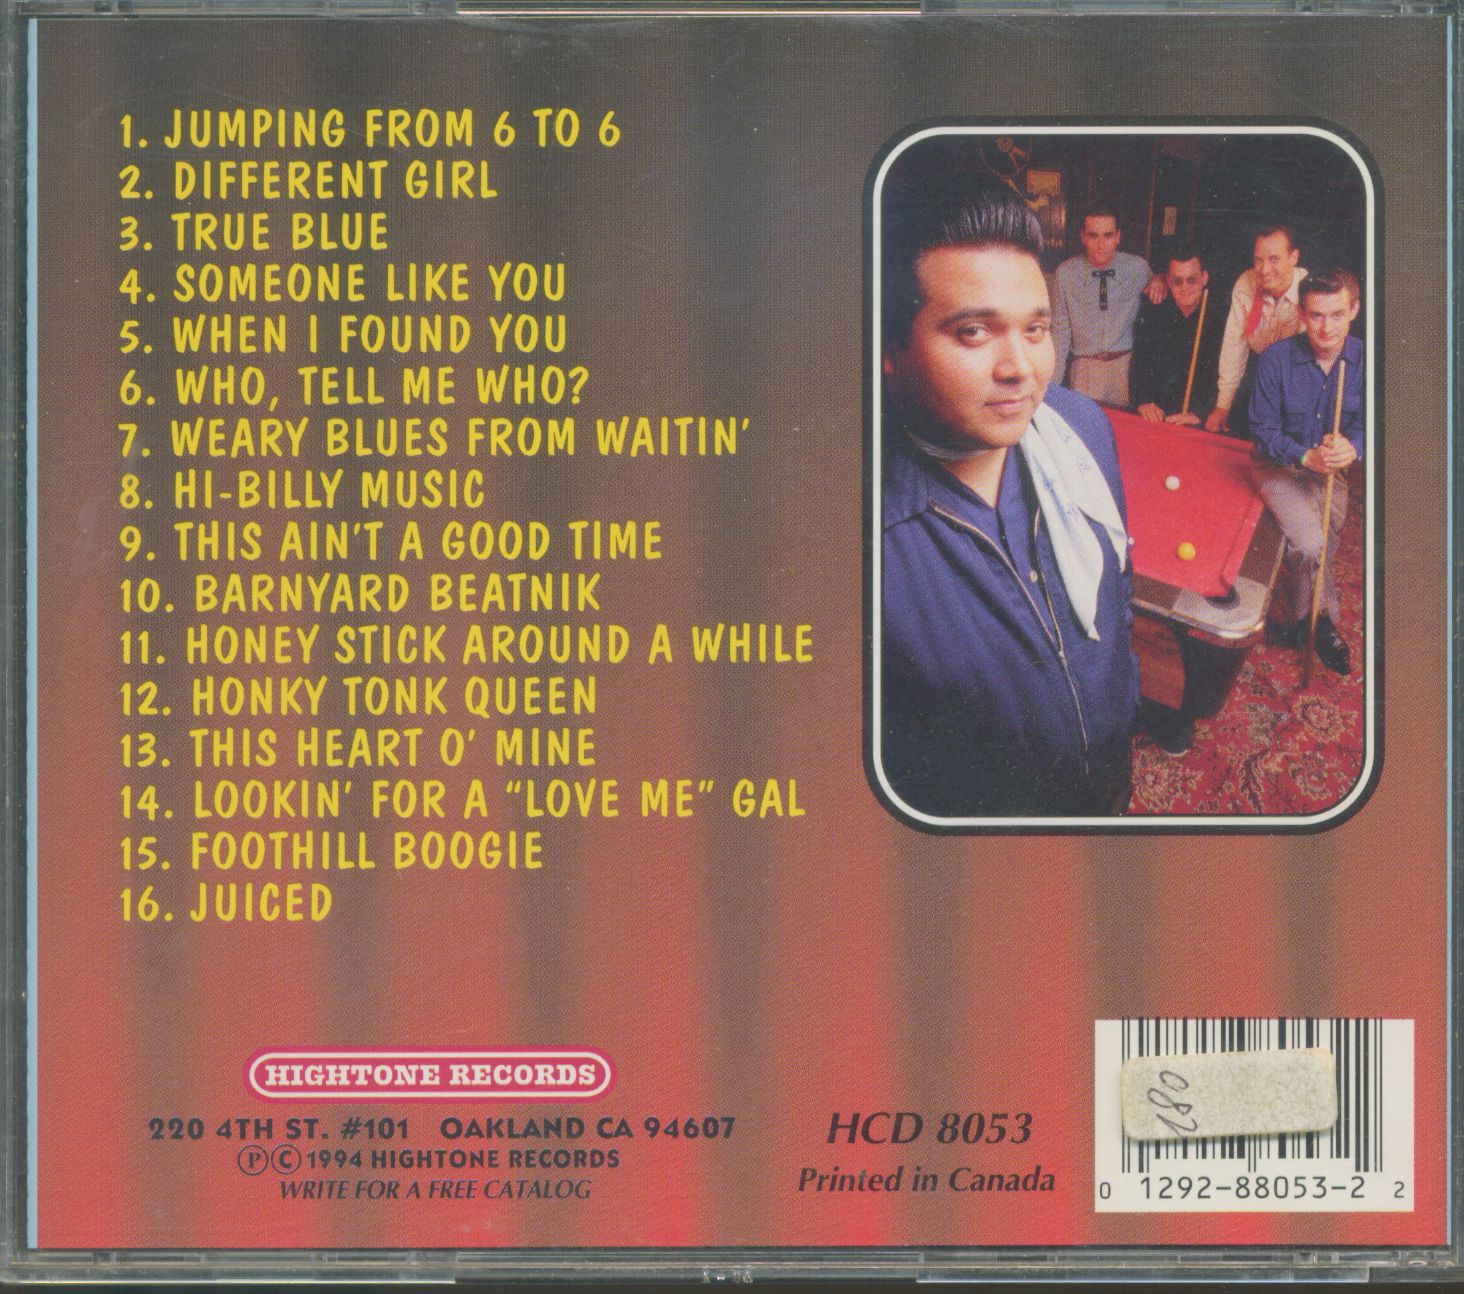 1. JUMPING FROM 6 TO 6
2. DIFFERENT GIRL
3. TRUE BLUE
4. SOMEONE LIKE YOU
5. WHEN I FOUND YOU
6. WHO, TELL ME WHO?
7. WEARY BLUES FROM WAITIN'
8. HI-BILLY MUSIC
9. THIS AIN'T A GOOD TIME
10. BARNYARD BEATNIK
11. HONEY STICK AROUND A WHILE
12. HONKY TONK QUEEN
13. THIS HEART O' MINE
14. LOOKIN' FOR A "LOVE ME" GAL
15. FOOTHILL BOOGIE
16. JUICED
HIGHTONE RECORDS
220 4TH ST. #101 OAKLAND CA 94607
Ⓟ©1994 HIGHTONE RECORDS
WRITE FOR A FREE CATALOG
HCD 8053
Printed in Canada
180
0 1292-88053-2 2